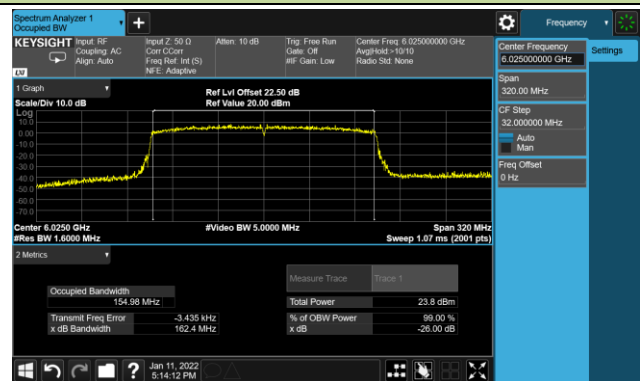 Spectrum Analyzer 1
Occupied BW
Frequency
KEYSIGHT
Input: RF
Coupling: AC
Align: Auto
Input Z: 50 Ω
Corr CCorr
Freq Ref: Int (S)
NFE: Adaptive
Atten: 10 dB
Trig: Free Run
Gate: Off
#IF Gain: Low
Center Freq: 6.025000000 GHz
Avg|Hold:>10/10
Radio Std: None
LXI
Center Frequency
6.025000000 GHz
Settings
Span
320.00 MHz
CF Step
32.000000 MHz
Auto
Man
Freq Offset
0 Hz
1 Graph
Scale/Div 10.0 dB
Ref Lvl Offset 22.50 dB
Ref Value 20.00 dBm
Log
10.0
0.00
-10.0
-20.0
-30.0
-40.0
-50.0
-60.0
-70.0
Center 6.0250 GHz
#Res BW 1.6000 MHz
#Video BW 5.0000 MHz
Span 320 MHz
Sweep 1.07 ms (2001 pts)
2 Metrics
Measure Trace
Trace 1
Occupied Bandwidth
154.98 MHz
Total Power
23.8 dBm
Transmit Freq Error
-3.435 kHz
% of OBW Power
99.00 %
x dB Bandwidth
162.4 MHz
x dB
-26.00 dB
?
Jan 11, 2022
5:14:12 PM